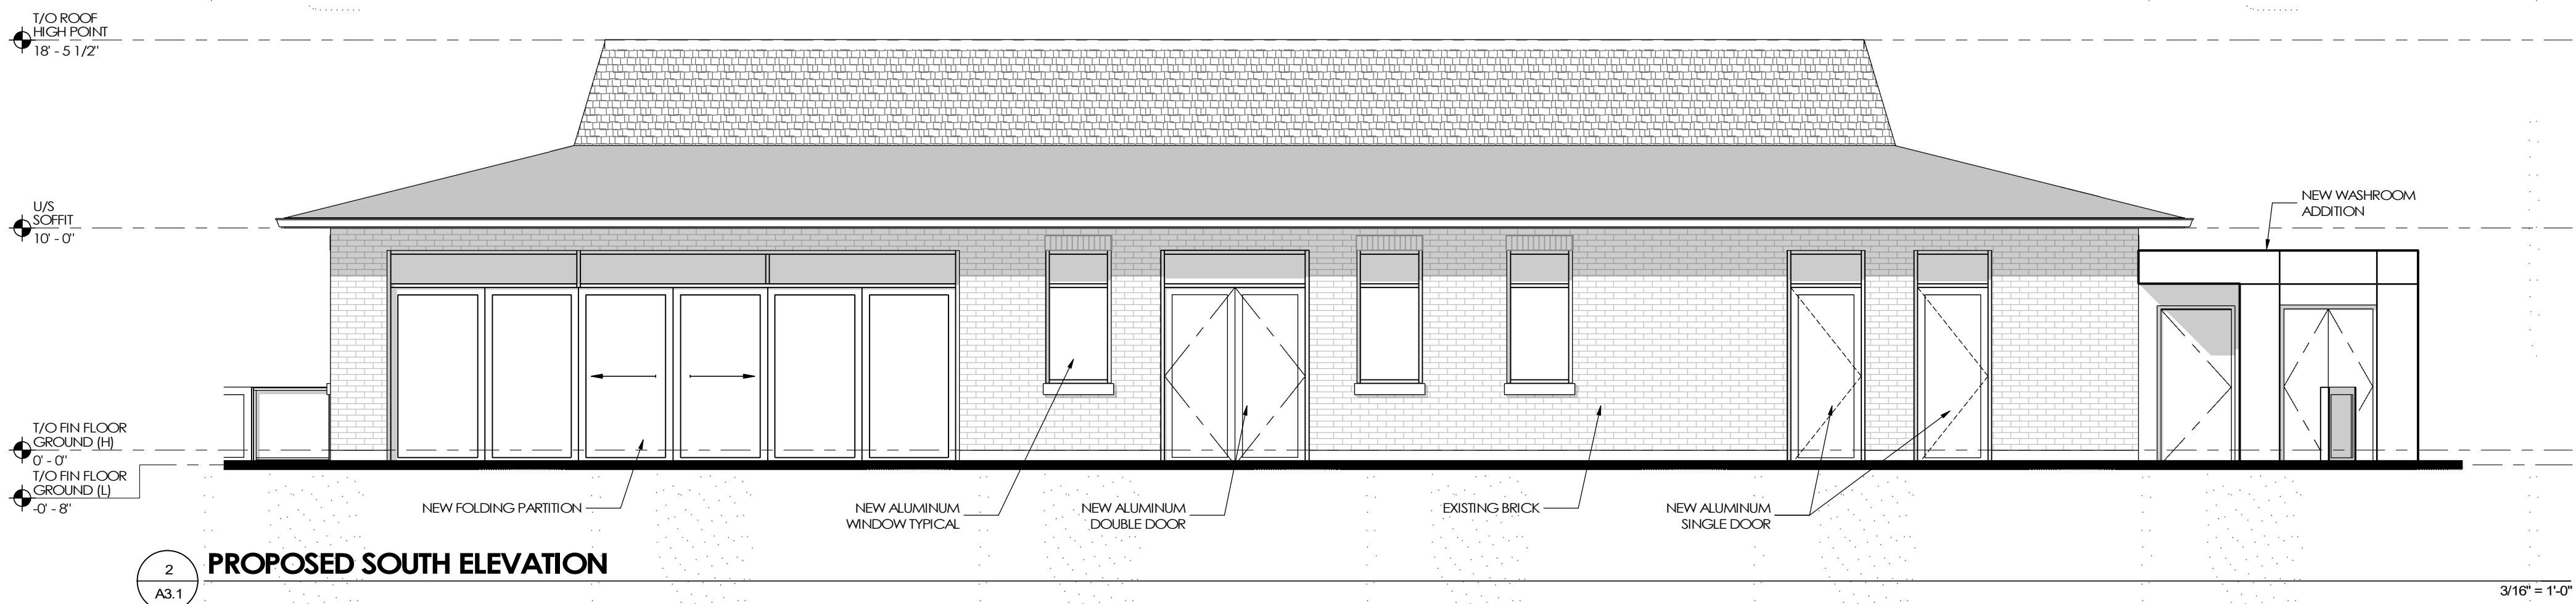 T/O ROOF
HIGH POINT
18' - 5 1/2"
U/S
SOFFIT
10' - 0"
NEW WASHROOM
ADDITION
T/O FIN FLOOR
GROUND (H)
0' - 0"
T/O FIN FLOOR
GROUND (L)
-0' - 8"
NEW FOLDING PARTITION
NEW ALUMINUM
WINDOW TYPICAL
NEW ALUMINUM
DOUBLE DOOR
EXISTING BRICK
NEW ALUMINUM
SINGLE DOOR
2
A3.1
PROPOSED SOUTH ELEVATION
3/16" = 1'-0"